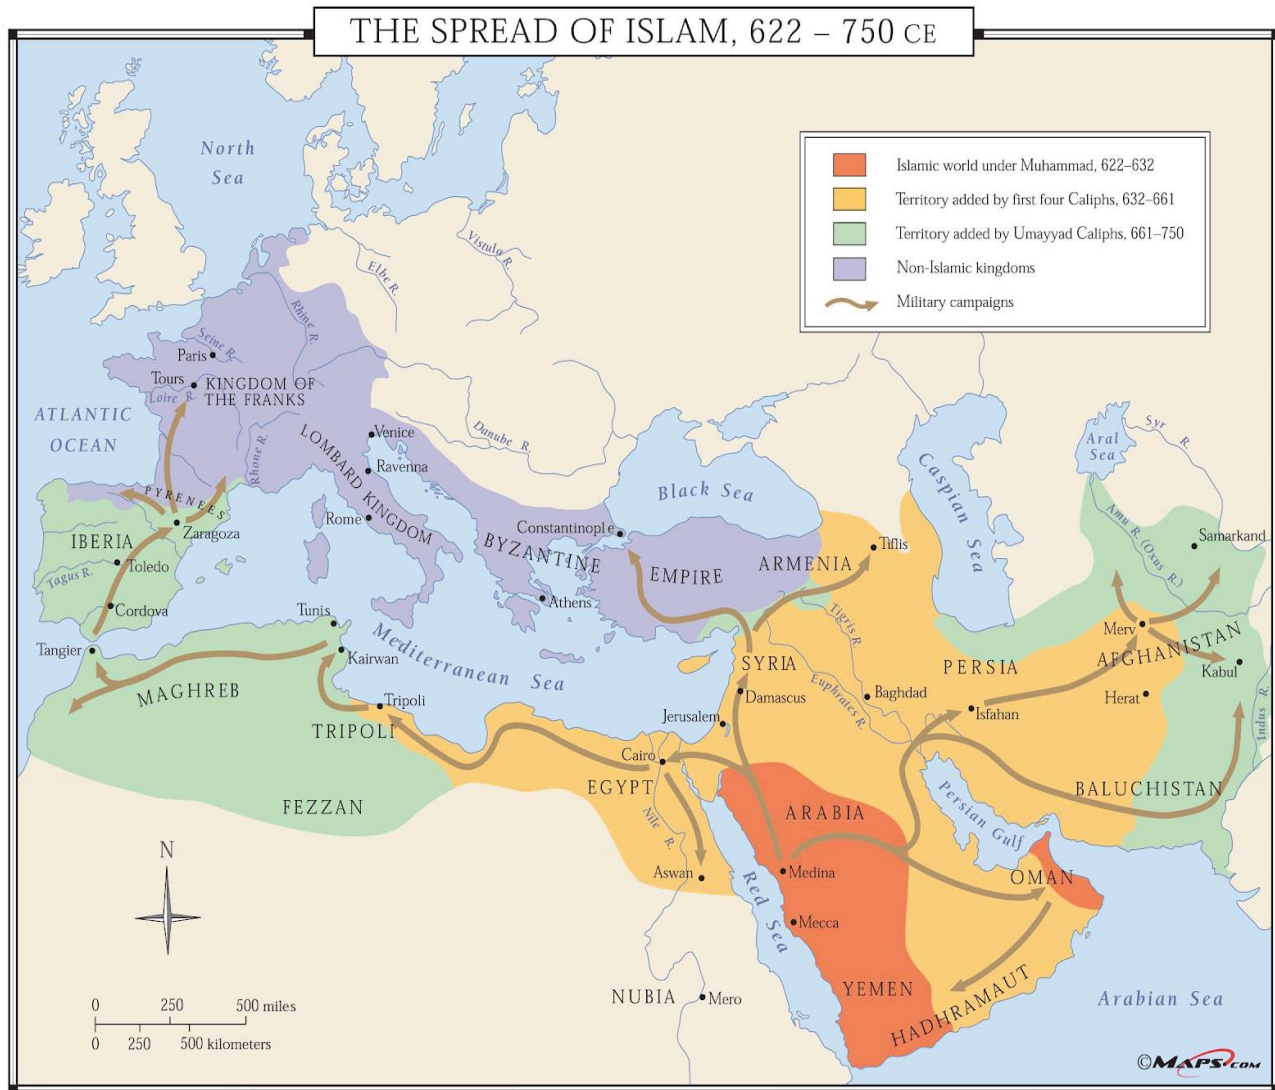 THE SPREAD OF ISLAM, 622 – 750 CE
Islamic world under Muhammad, 622–632
Territory added by first four Caliphs, 632–661
Territory added by Umayyad Caliphs, 661–750
Non-Islamic kingdoms
Military campaigns
North
Sea
Elbe R.
Vistula R.
Rhine R.
Seine R.
Paris
Tours
KINGDOM OF
THE FRANKS
Loire R.
ATLANTIC
OCEAN
Rhone R.
LOMBARD KINGDOM
Venice
Ravenna
Danube R.
Rome
PYRENEES
Zaragoza
IBERIA
Toledo
Tagus R.
Cordova
Constantinople
BYZANTINE
EMPIRE
Athens
Black Sea
ARMENIA
Tiflis
Caspian Sea
Aral
Sea
Syr R.
Amu R. (Oxus R.)
Samarkand
Tunis
Tangier
Kairwan
Mediterranean Sea
MAGHREB
Tripoli
TRIPOLI
FEZZAN
SYRIA
Damascus
Jerusalem
Tigris R.
Euphrates R.
Baghdad
PERSIA
Isfahan
Merv
AFGHANISTAN
Kabul
Herat
Indus R.
BALUCHISTAN
Cairo
EGYPT
Nile R.
Aswan
ARABIA
Medina
Mecca
Red Sea
Persian Gulf
OMAN
YEMEN
HADHRAMAUT
NUBIA
Mero
Arabian Sea
N
0 250 500 miles
0 250 500 kilometers
©MAPS.COM